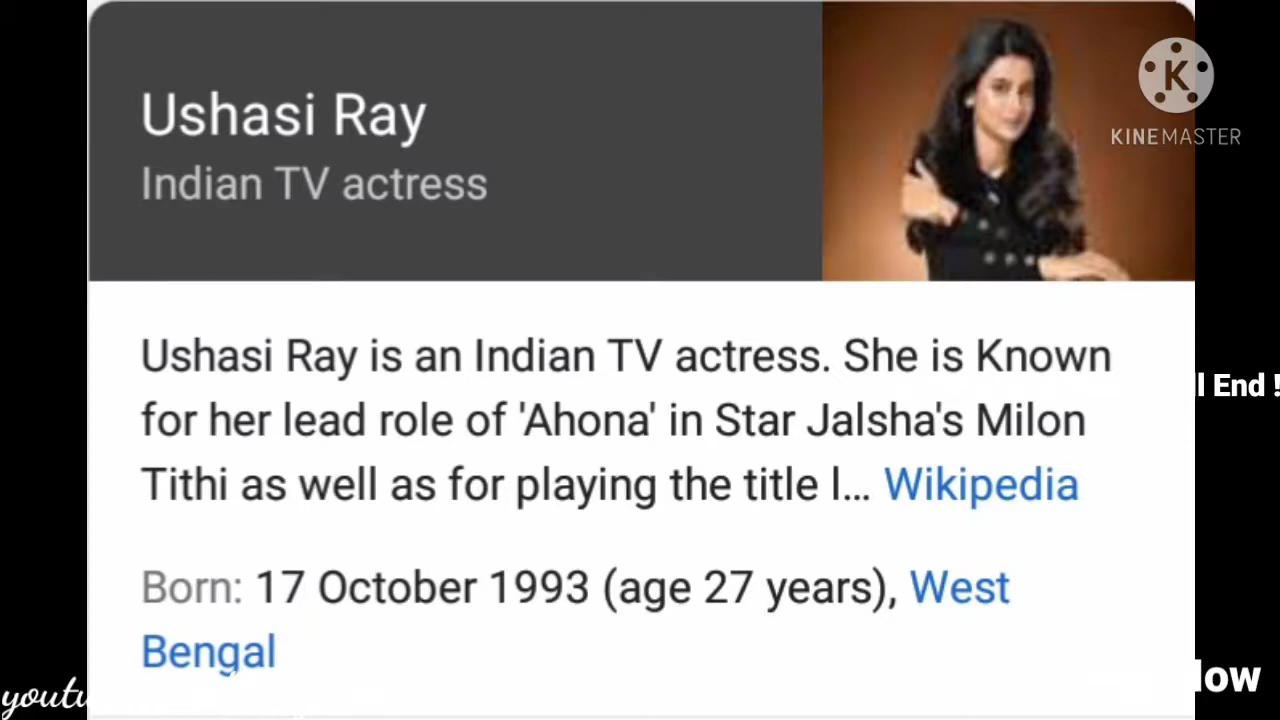 Ushasi Ray
Indian TV actress
KINEMASTER
Ushasi Ray is an Indian TV actress. She is Known
for her lead role of 'Ahona' in Star Jalsha's Milon
Tithi as well as for playing the title l... Wikipedia
End !
Born: 17 October 1993 (age 27 years), West
Bengal